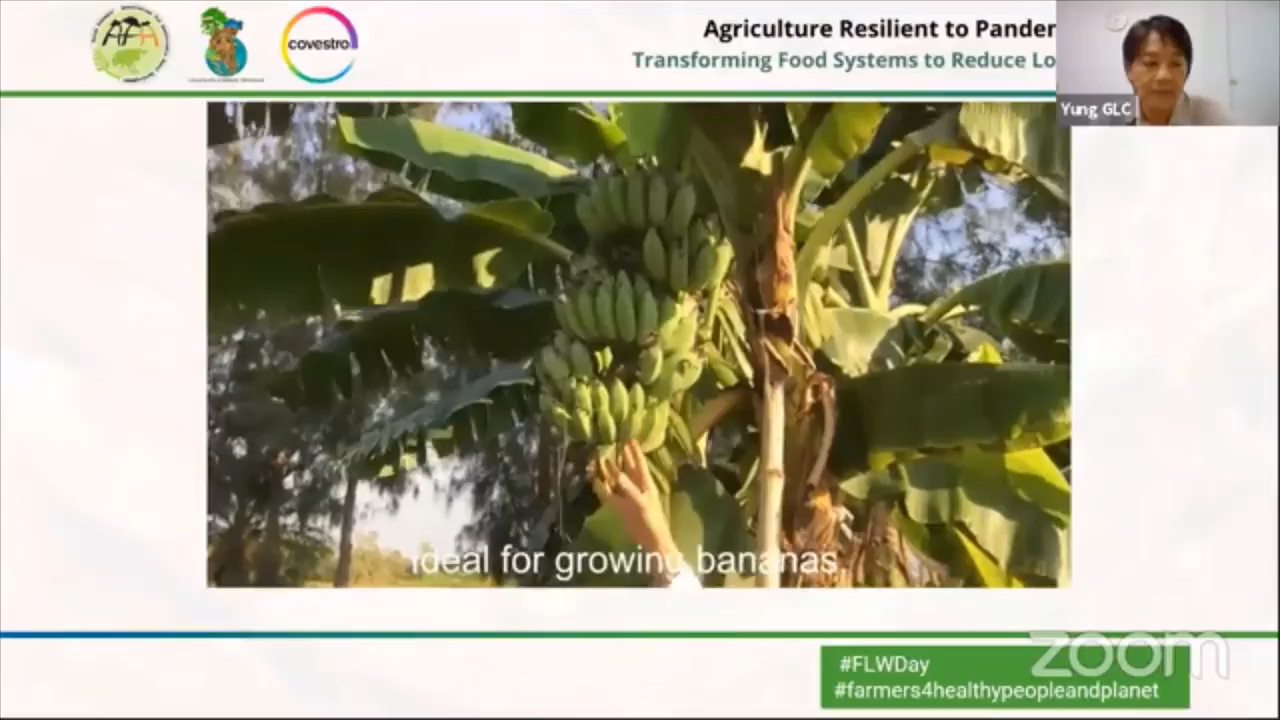 AFA
covestro
Agriculture Resilient to Pander
Transforming Food Systems to Reduce Lo
Yung GLC
ideal for growing bananas,
#FLWDay
#farmers4healthypeopleandplanet
zoom